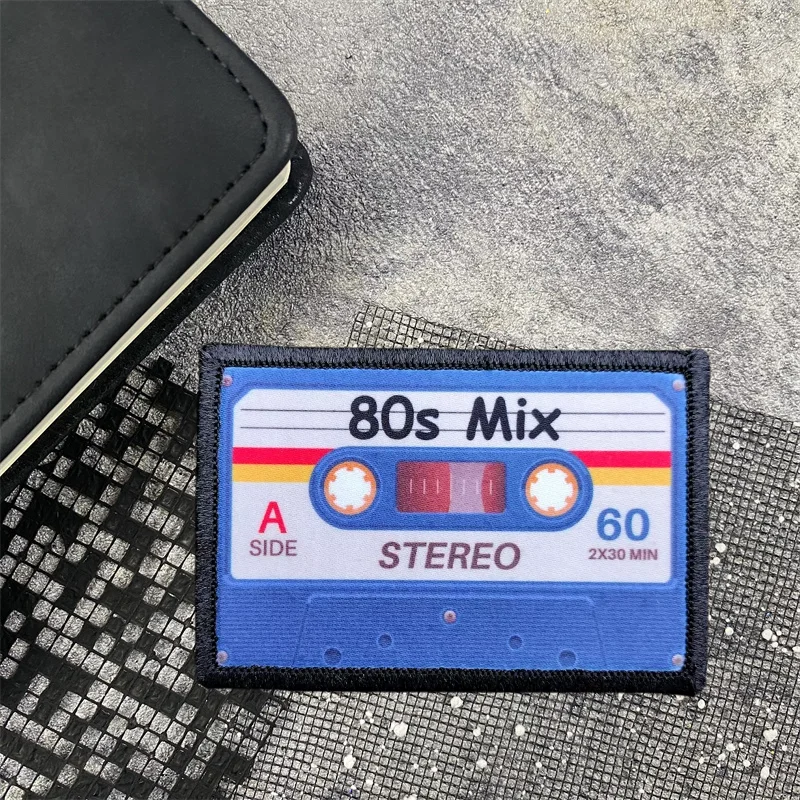 80s Mix
A
SIDE
STEREO
60
2X30 MIN